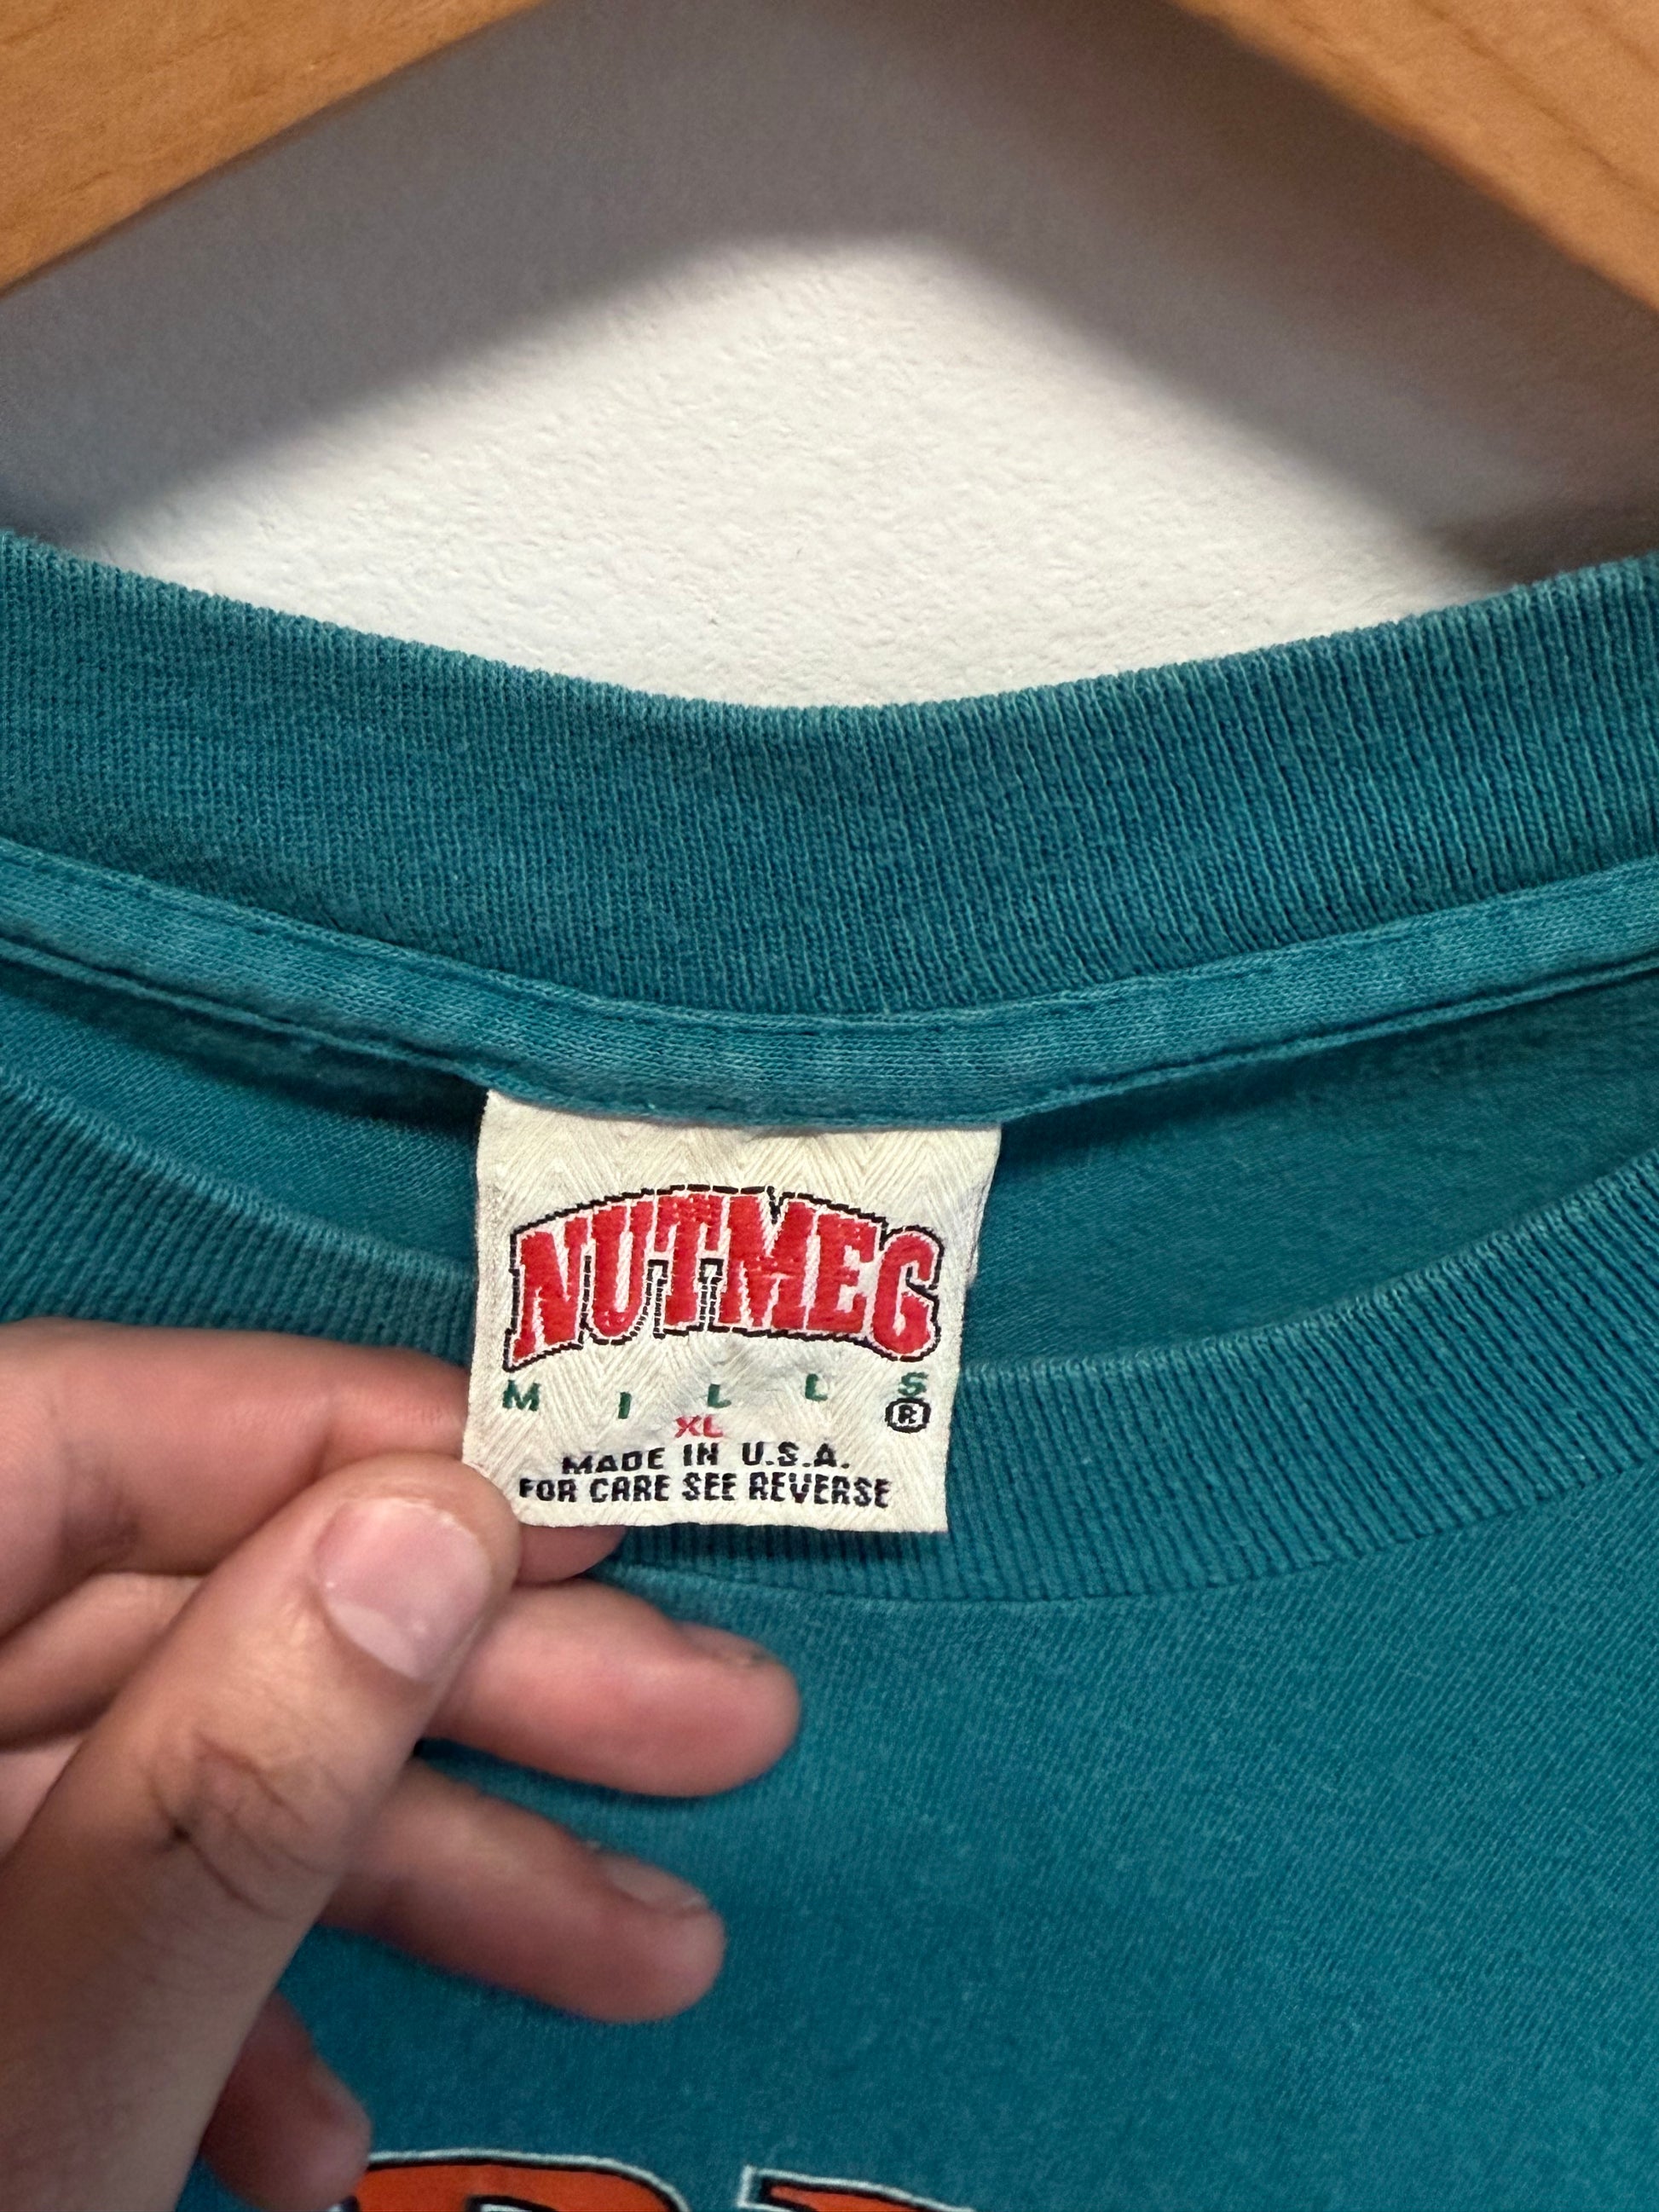 NUTMEG
MILLS
®
XL
MADE IN U.S.A.
FOR CARE SEE REVERSE